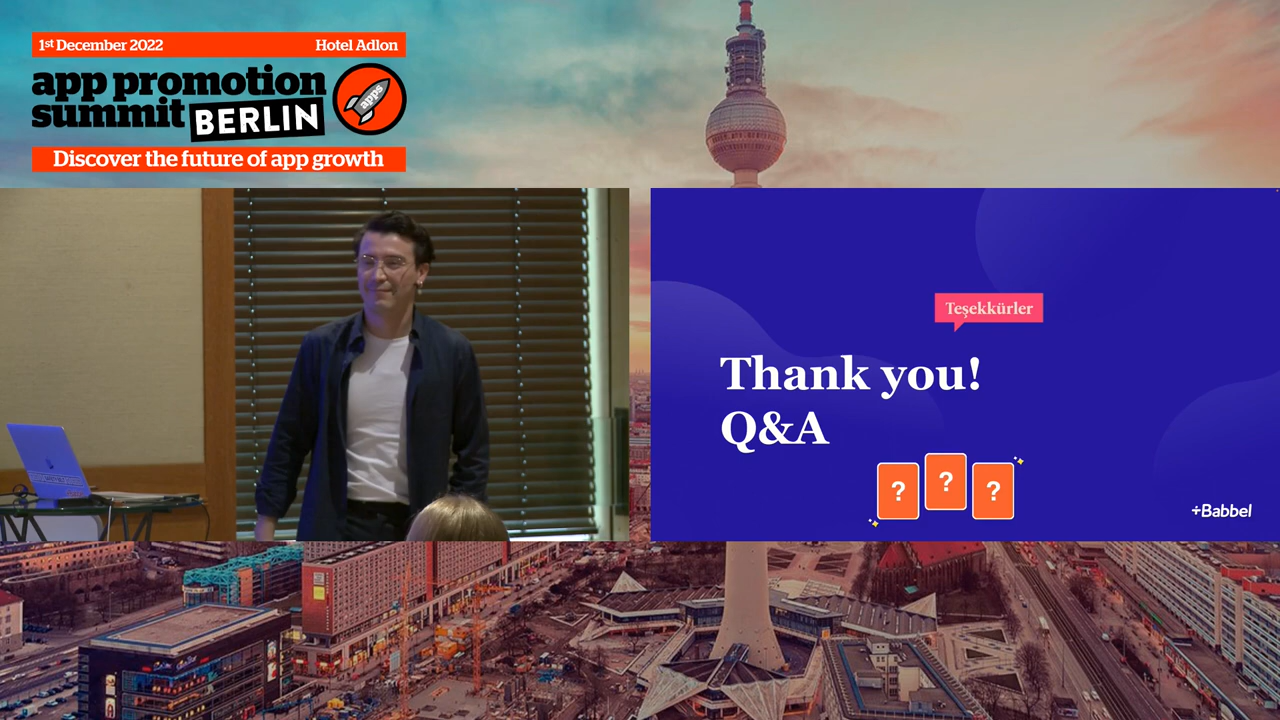 1st December 2022
Hotel Adlon
app promotion
summit BERLIN
apps
Discover the future of app growth
Teşekkürler
Thank you!
Q&A
? ? ?
+Babbel